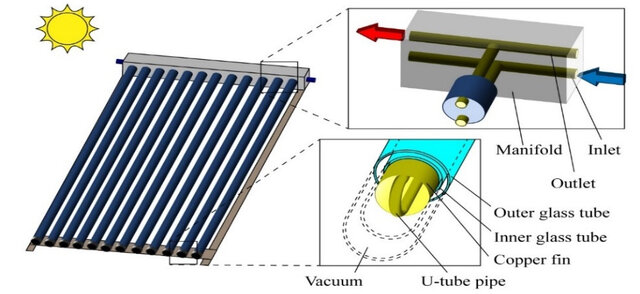 Manifold
Inlet
Outlet
Outer glass tube
Inner glass tube
Copper fin
Vacuum
U-tube pipe